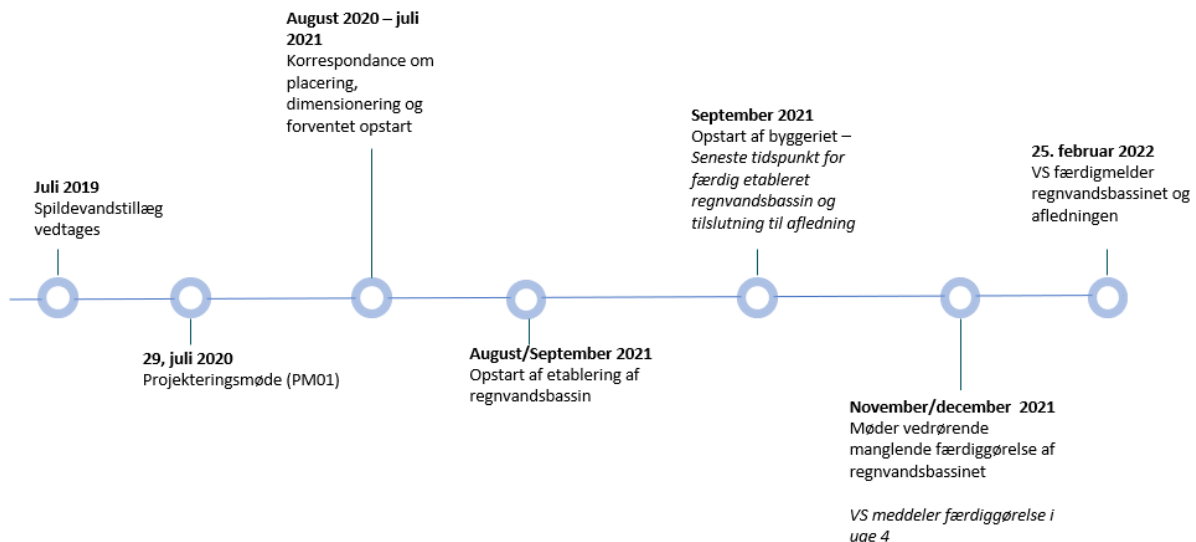 Juli 2019
Spildevandstillæg
vedtages
29, juli 2020
Projekteringsmøde (PM01)
August 2020 – juli
2021
Korrespondance om
placering,
dimensionering og
forventet opstart
August/September 2021
Opstart af etablering af
regnvandsbassin
September 2021
Opstart af byggeriet –
Seneste tidspunkt for
færdig etableret
regnvandsbassin og
tilslutning til afledning
November/december 2021
Møder vedrørende
manglende færdiggørelse af
regnvandsbassinet
VS meddeler færdiggørelse i
uge 4
25. februar 2022
VS færdigmelder
regnvandsbassinet og
afledningen